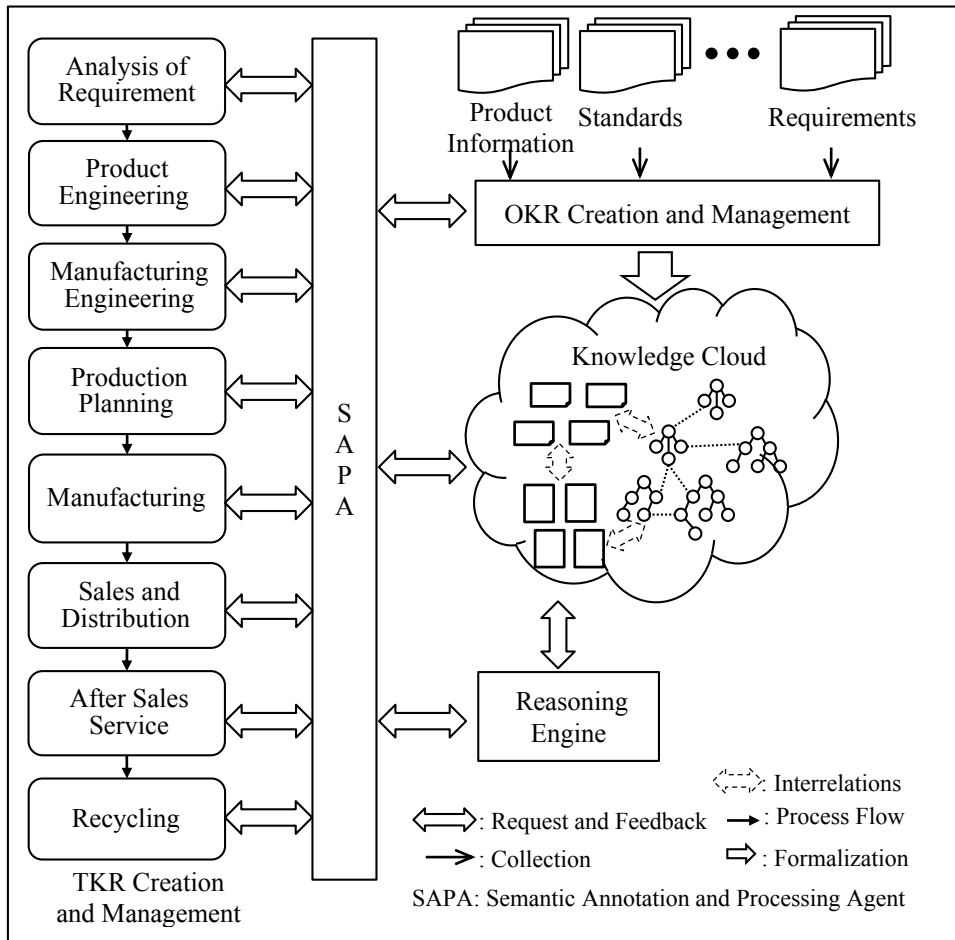 Analysis of
Requirement
Product
Engineering
Manufacturing
Engineering
Production
Planning
Manufacturing
Sales and
Distribution
After Sales
Service
Recycling
TKR Creation
and Management
S
A
P
A
Product
Information
Standards
Requirements
OKR Creation and Management
Knowledge Cloud
Reasoning
Engine
: Interrelations
: Request and Feedback
: Process Flow
: Collection
: Formalization
SAPA: Semantic Annotation and Processing Agent